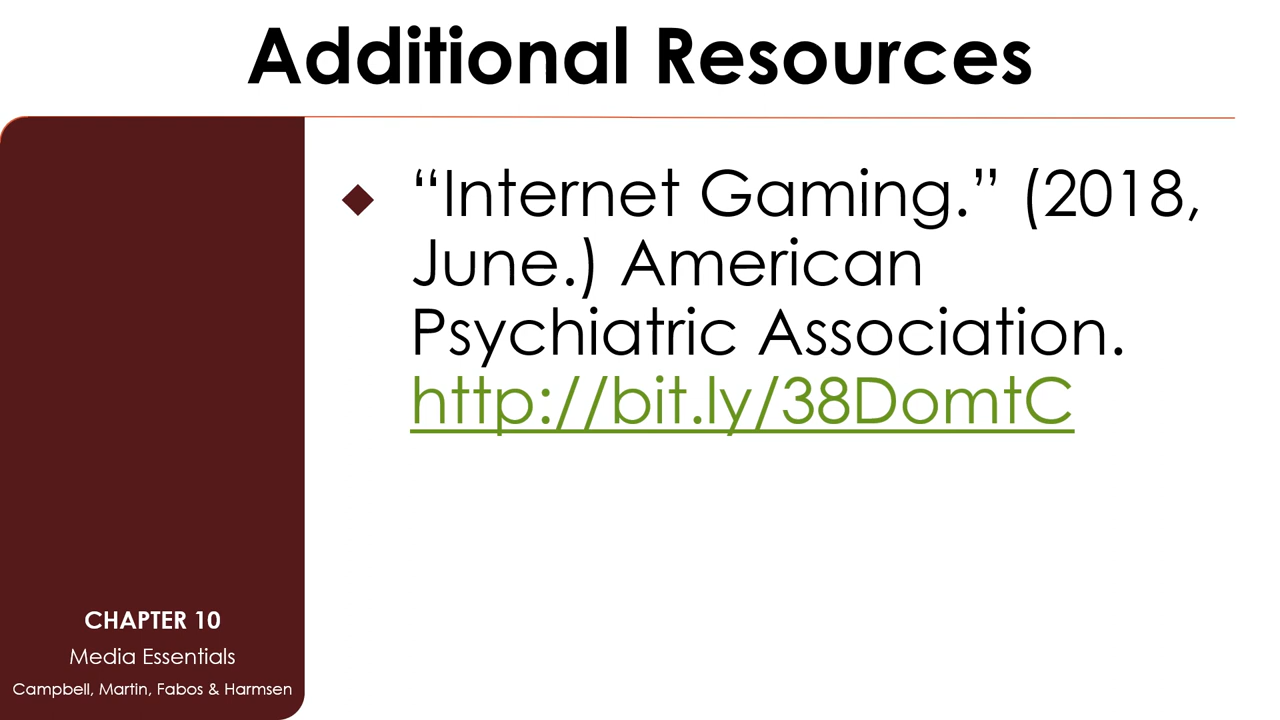 Additional Resources
“Internet Gaming.” (2018,
June.) American
Psychiatric Association.
http://bit.ly/38DomtC
CHAPTER 10
Media Essentials
Campbell, Martin, Fabos & Harmsen